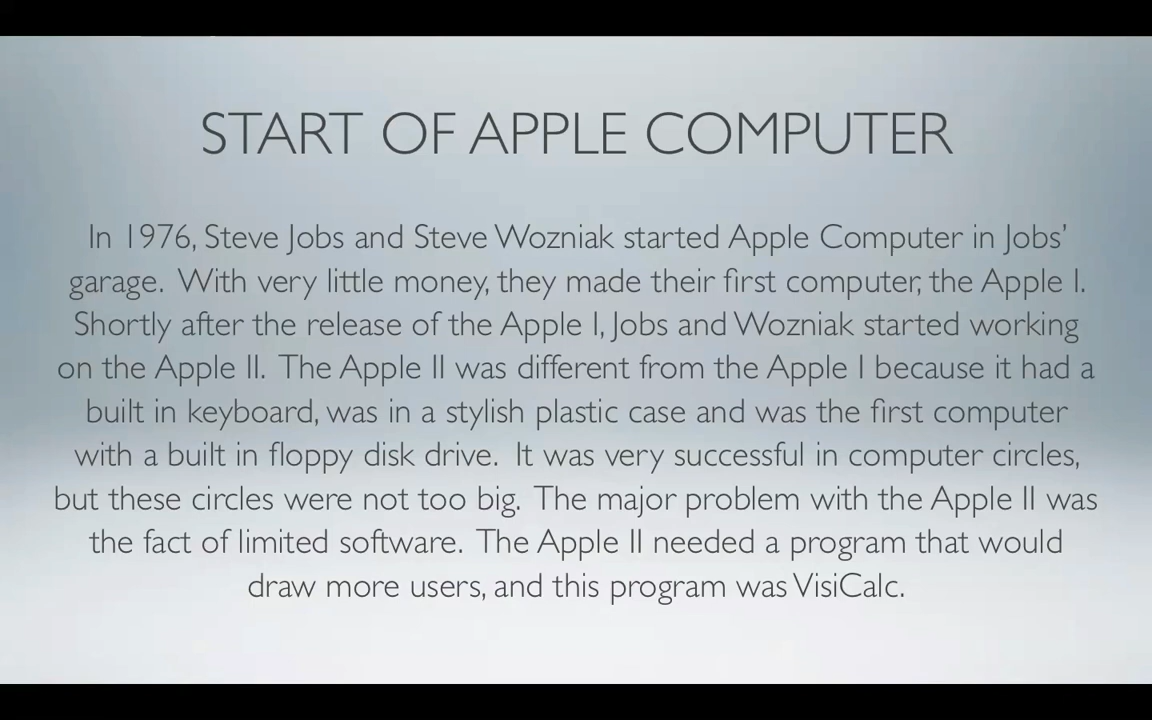 START OF APPLE COMPUTER
In 1976, Steve Jobs and Steve Wozniak started Apple Computer in Jobs’
garage.  With very little money, they made their first computer, the Apple I.
Shortly after the release of the Apple I, Jobs and Wozniak started working
on the Apple II.  The Apple II was different from the Apple I because it had a
built in keyboard, was in a stylish plastic case and was the first computer
with a built in floppy disk drive.  It was very successful in computer circles,
but these circles were not too big.  The major problem with the Apple II was
the fact of limited software.  The Apple II needed a program that would
draw more users, and this program was VisiCalc.